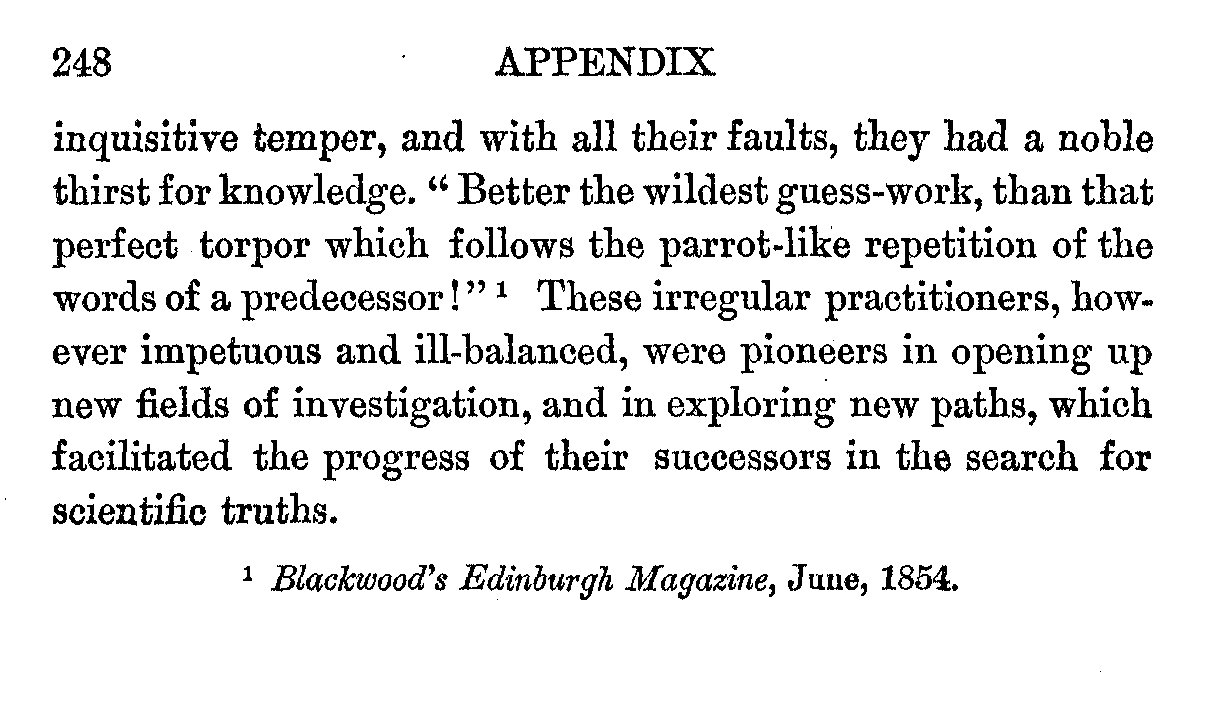 248 APPENDIX
inquisitive temper, and with all their faults, they had a noble
thirst for knowledge. “ Better the wildest guess-work, than that
perfect torpor which follows the parrot-like repetition of the
words of a predecessor ! ” ¹ These irregular practitioners, how-
ever impetuous and ill-balanced, were pioneers in opening up
new fields of investigation, and in exploring new paths, which
facilitated the progress of their successors in the search for
scientific truths.
¹ Blackwood's Edinburgh Magazine, June, 1854.